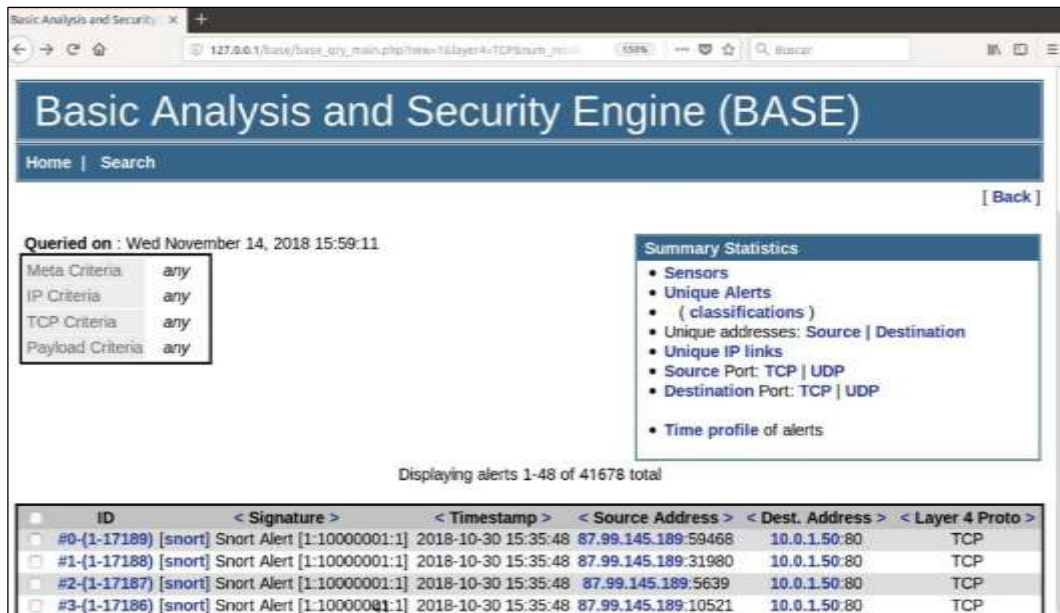 Basic Analysis and Security
127.0.0.1/base/base_qry_main.php?new=1&layer4=TCP&num_
150%
Buscar
Basic Analysis and Security Engine (BASE)
Home | Search
[ Back ]
Queried on : Wed November 14, 2018 15:59:11
Meta Criteria any
IP Criteria any
TCP Criteria any
Payload Criteria any
Summary Statistics
• Sensors
• Unique Alerts
• ( classifications )
• Unique addresses: Source | Destination
• Unique IP links
• Source Port: TCP | UDP
• Destination Port: TCP | UDP
• Time profile of alerts
Displaying alerts 1-48 of 41678 total
ID < Signature > < Timestamp > < Source Address > < Dest. Address > < Layer 4 Proto >
#0-(1-17189) [snort] Snort Alert [1:10000001:1] 2018-10-30 15:35:48 87.99.145.189:59468 10.0.1.50:80 TCP
#1-(1-17188) [snort] Snort Alert [1:10000001:1] 2018-10-30 15:35:48 87.99.145.189:31980 10.0.1.50:80 TCP
#2-(1-17187) [snort] Snort Alert [1:10000001:1] 2018-10-30 15:35:48 87.99.145.189:5639 10.0.1.50:80 TCP
#3-(1-17186) [snort] Snort Alert 2018-10-30 15:35:48 87.99.145.189:10521 10.0.1.50:80 TCP
41